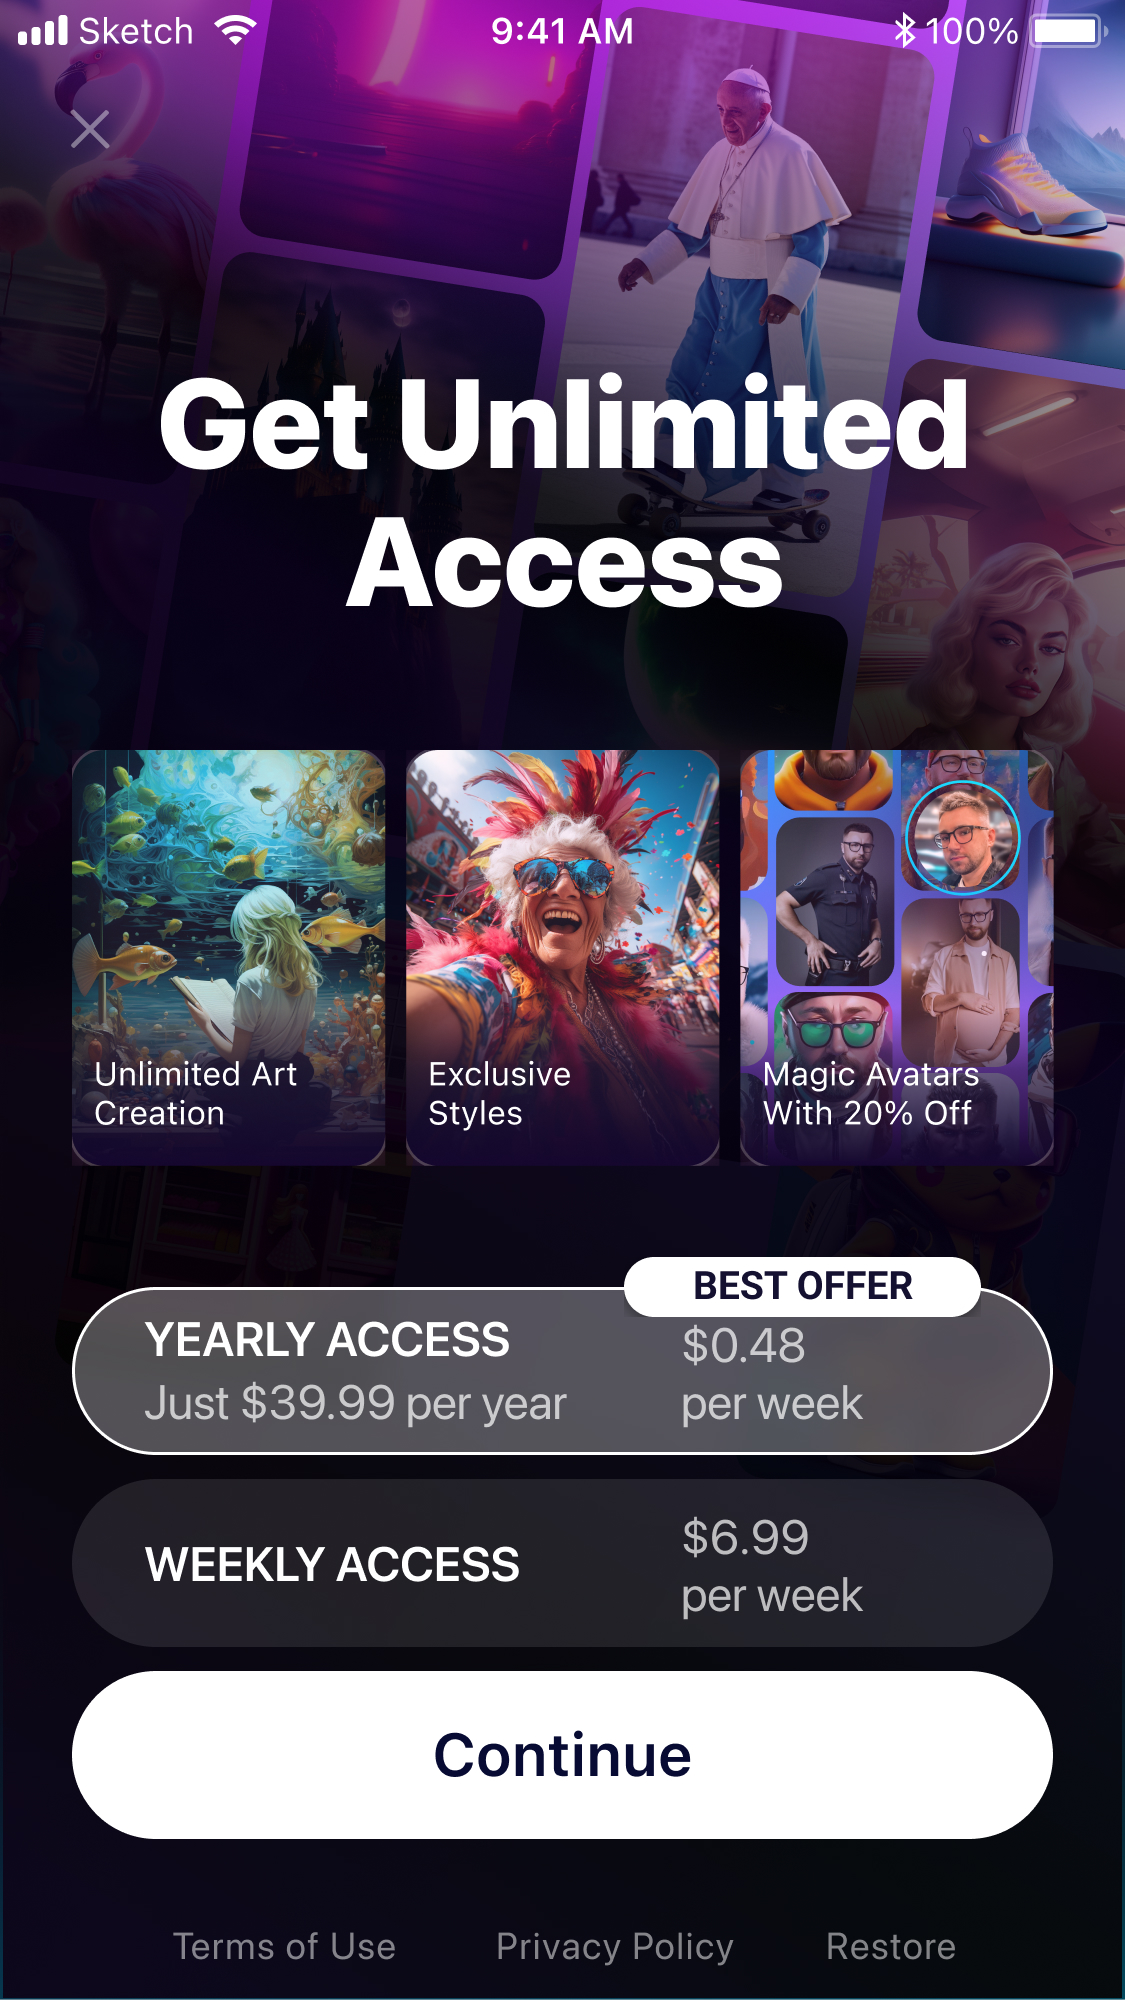 Sketch 9:41 AM 100%
Get Unlimited
Access
Unlimited Art
Creation
Exclusive
Styles
Magic Avatars
With 20% Off
BEST OFFER
YEARLY ACCESS
Just $39.99 per year
$0.48
per week
WEEKLY ACCESS
$6.99
per week
Continue
Terms of Use Privacy Policy Restore